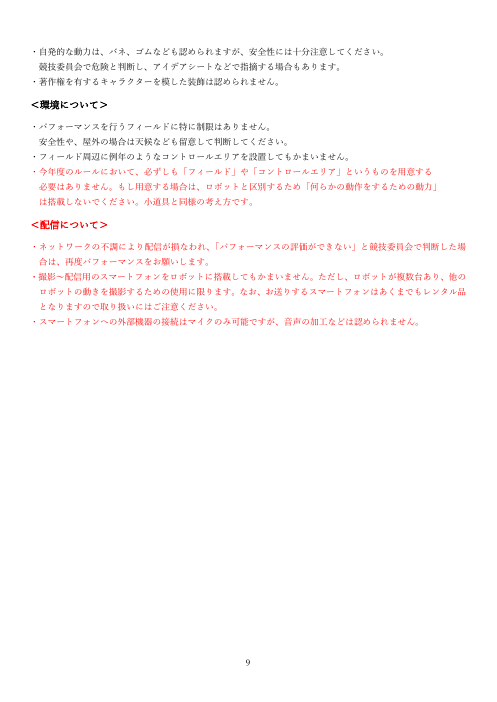 ・自発的な動力は、バネ、ゴムなども認められますが、安全性には十分注意してください。
競技委員会で危険と判断し、アイデアシートなどで指摘する場合もあります。
・著作権を有するキャラクターを模した装飾は認められません。
＜環境について＞
・パフォーマンスを行うフィールドに特に制限はありません。
安全性や、屋外の場合は天候なども留意して判断してください。
・フィールド周辺に例年のようなコントロールエリアを設置してもかまいません。
・今年度のルールにおいて、必ずしも「フィールド」や「コントロールエリア」というものを用意する
必要はありません。もし用意する場合は、ロボットと区別するため「何らかの動作をするための動力」
は搭載しないでください。小道具と同様の考え方です。
＜配信について＞
・ネットワークの不調により配信が損なわれ、「パフォーマンスの評価ができない」と競技委員会で判断した場
合は、再度パフォーマンスをお願いします。
・撮影～配信用のスマートフォンをロボットに搭載してもかまいません。ただし、ロボットが複数台あり、他の
ロボットの動きを撮影するための使用に限ります。なお、お送りするスマートフォンはあくまでもレンタル品
となりますので取り扱いにはご注意ください。
・スマートフォンへの外部機器の接続はマイクのみ可能ですが、音声の加工などは認められません。
9